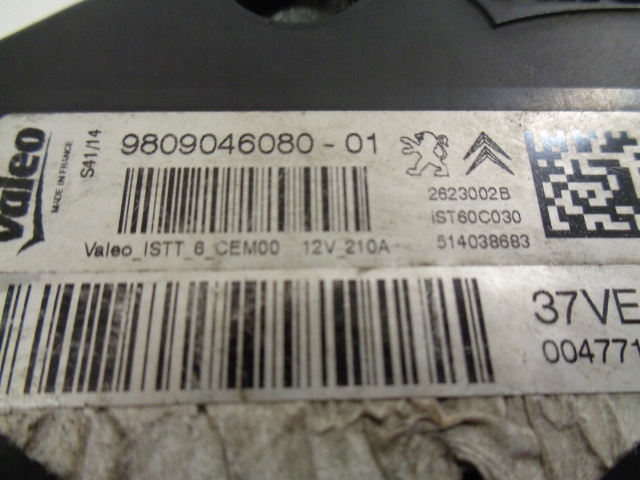 Valeo
MADE IN FRANCE
S41/14
9809046080-01
2623002B
IST60C030
514038683
Valeo_ISTT_6_CEM00 12V_210A
37VE
004771